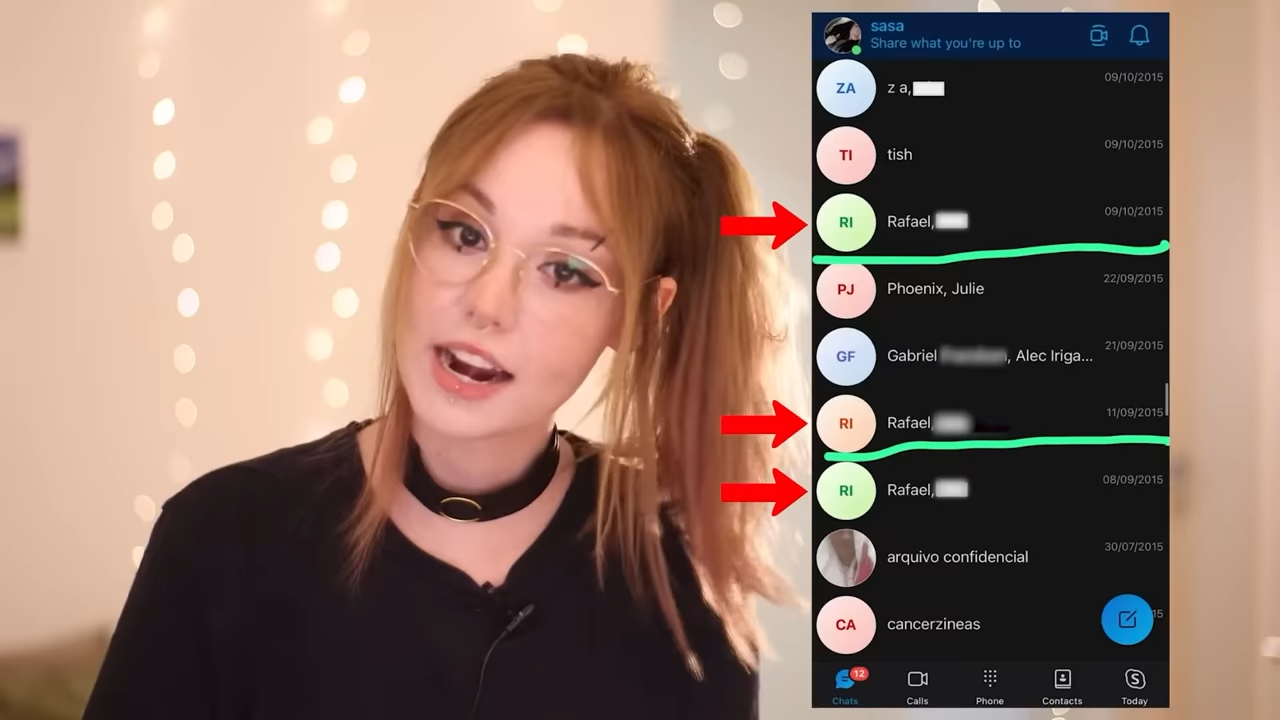 sasa
Share what you're up to
ZA
z a,
09/10/2015
TI
tish
09/10/2015
RI
Rafael,
09/10/2015
PJ
Phoenix, Julie
22/09/2015
GF
Gabriel , Alec Iriga...
21/09/2015
RI
Rafael,
11/09/2015
RI
Rafael,
08/09/2015
arquivo confidencial
30/07/2015
CA
cancerzineas
15
12
Chats
Calls
Phone
Contacts
S
Today